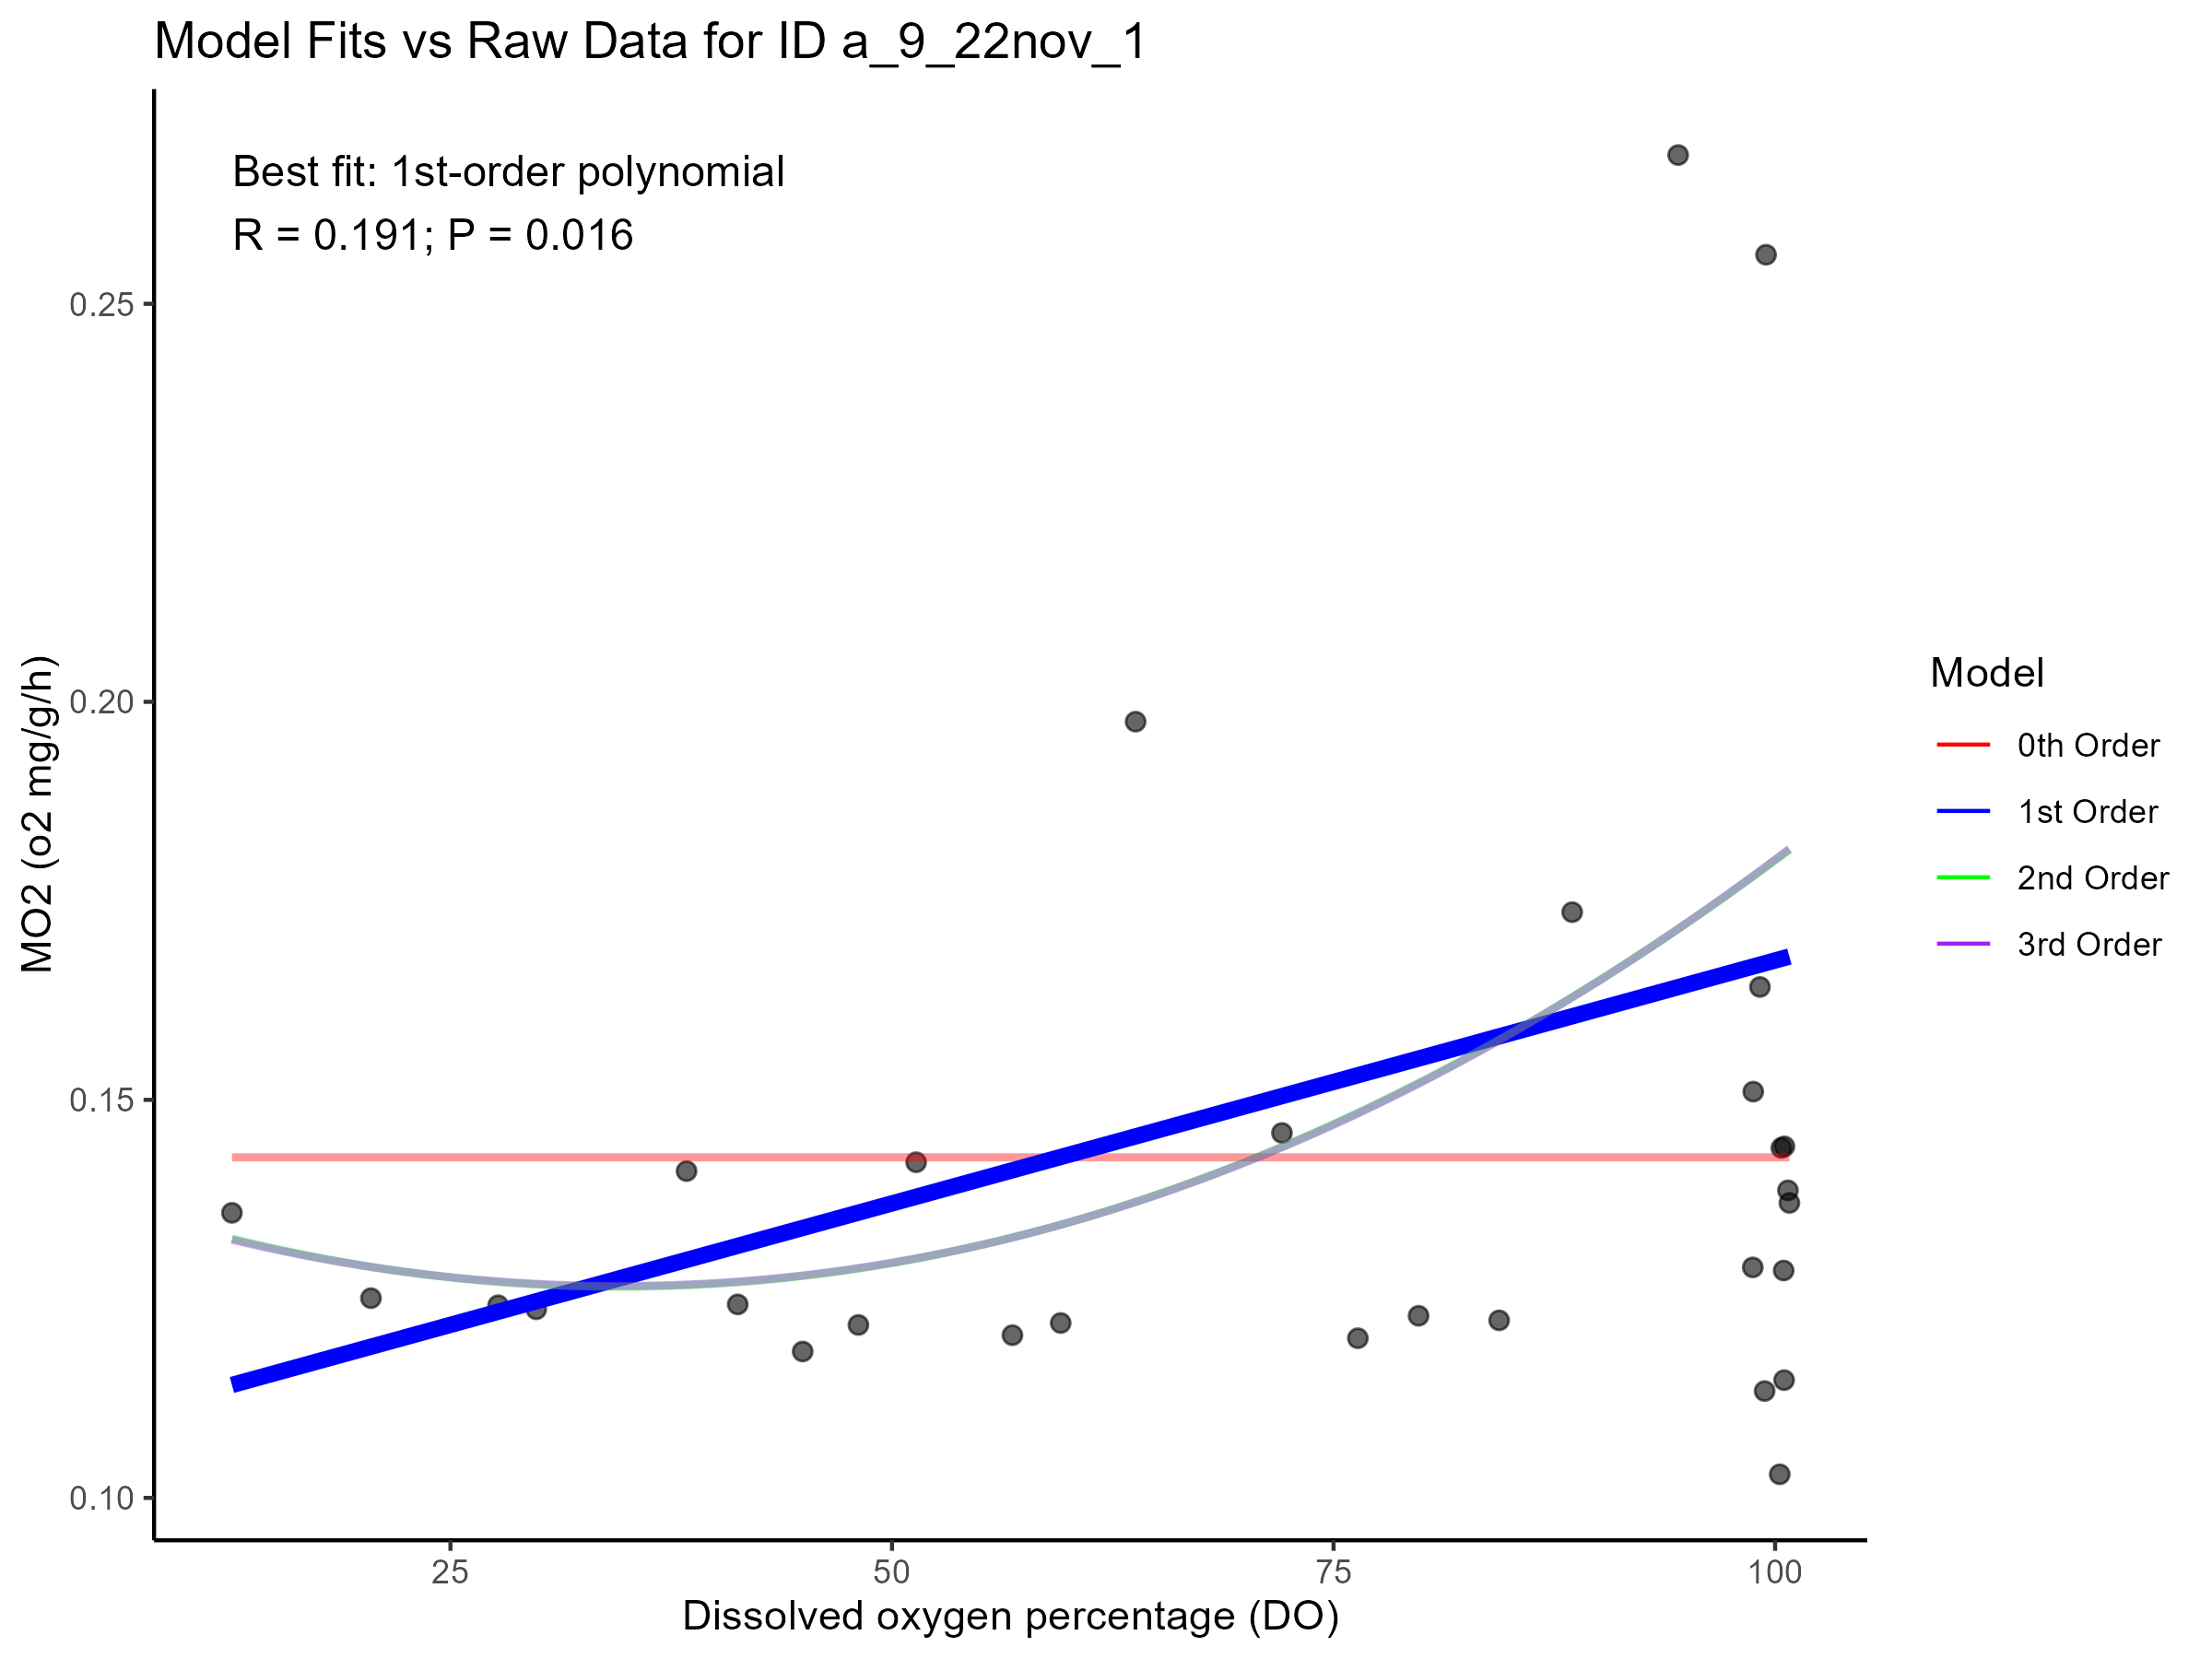 Model Fits vs Raw Data for ID a_9_22nov_1
Best fit: 1st-order polynomial
R = 0.191; P = 0.016
0.25
0.20
0.15
0.10
MO2 (o2 mg/g/h)
25 50 75 100
Dissolved oxygen percentage (DO)
Model
0th Order
1st Order
2nd Order
3rd Order